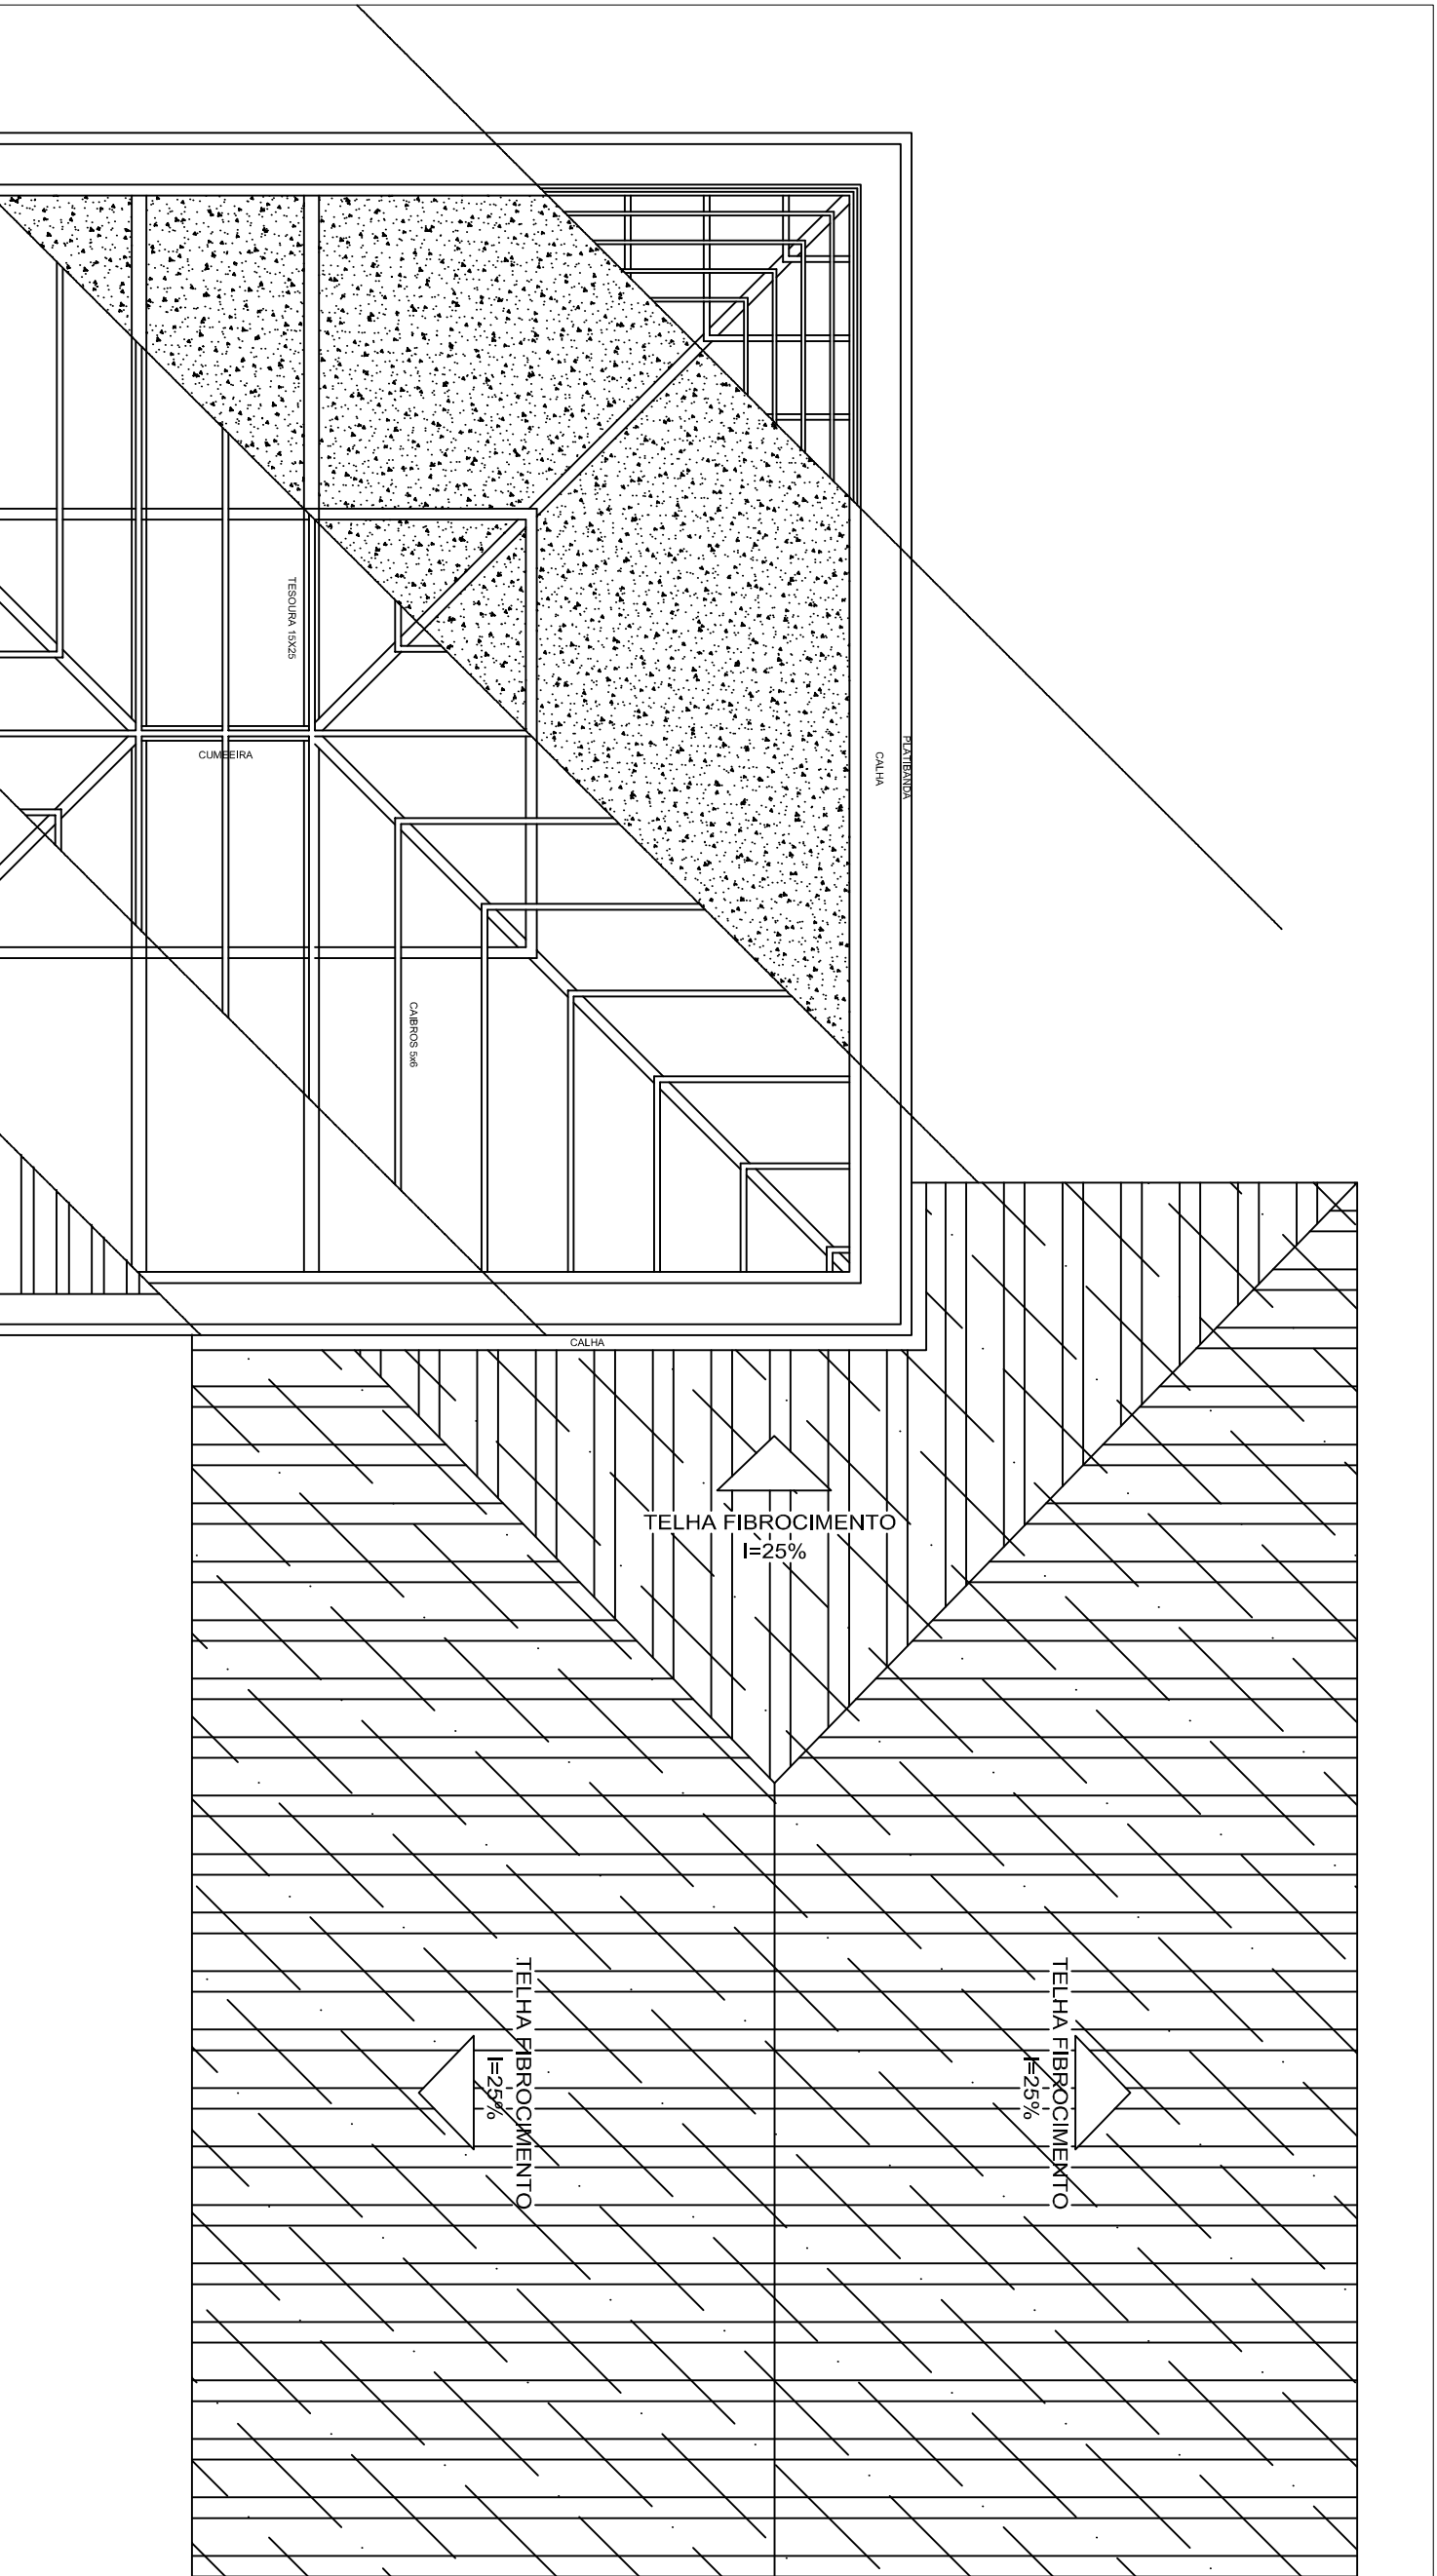 TESOURA 15X25
CUMEEIRA
PLATIBANDA
CALHA
CAIBROS 5x6
CALHA
TELHA FIBROCIMENTO
I=25%
TELHA FIBROCIMENTO
I=25%
TELHA FIBROCIMENTO
I=25%